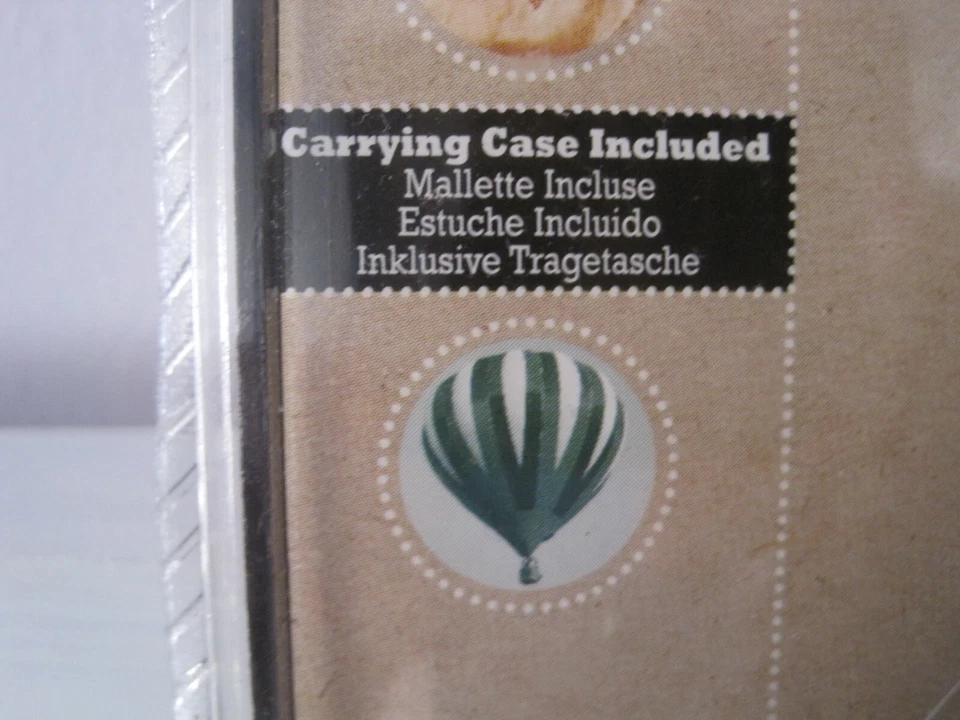 Carrying Case Included
Mallette Incluse
Estuche Incluido
Inklusive Tragetasche